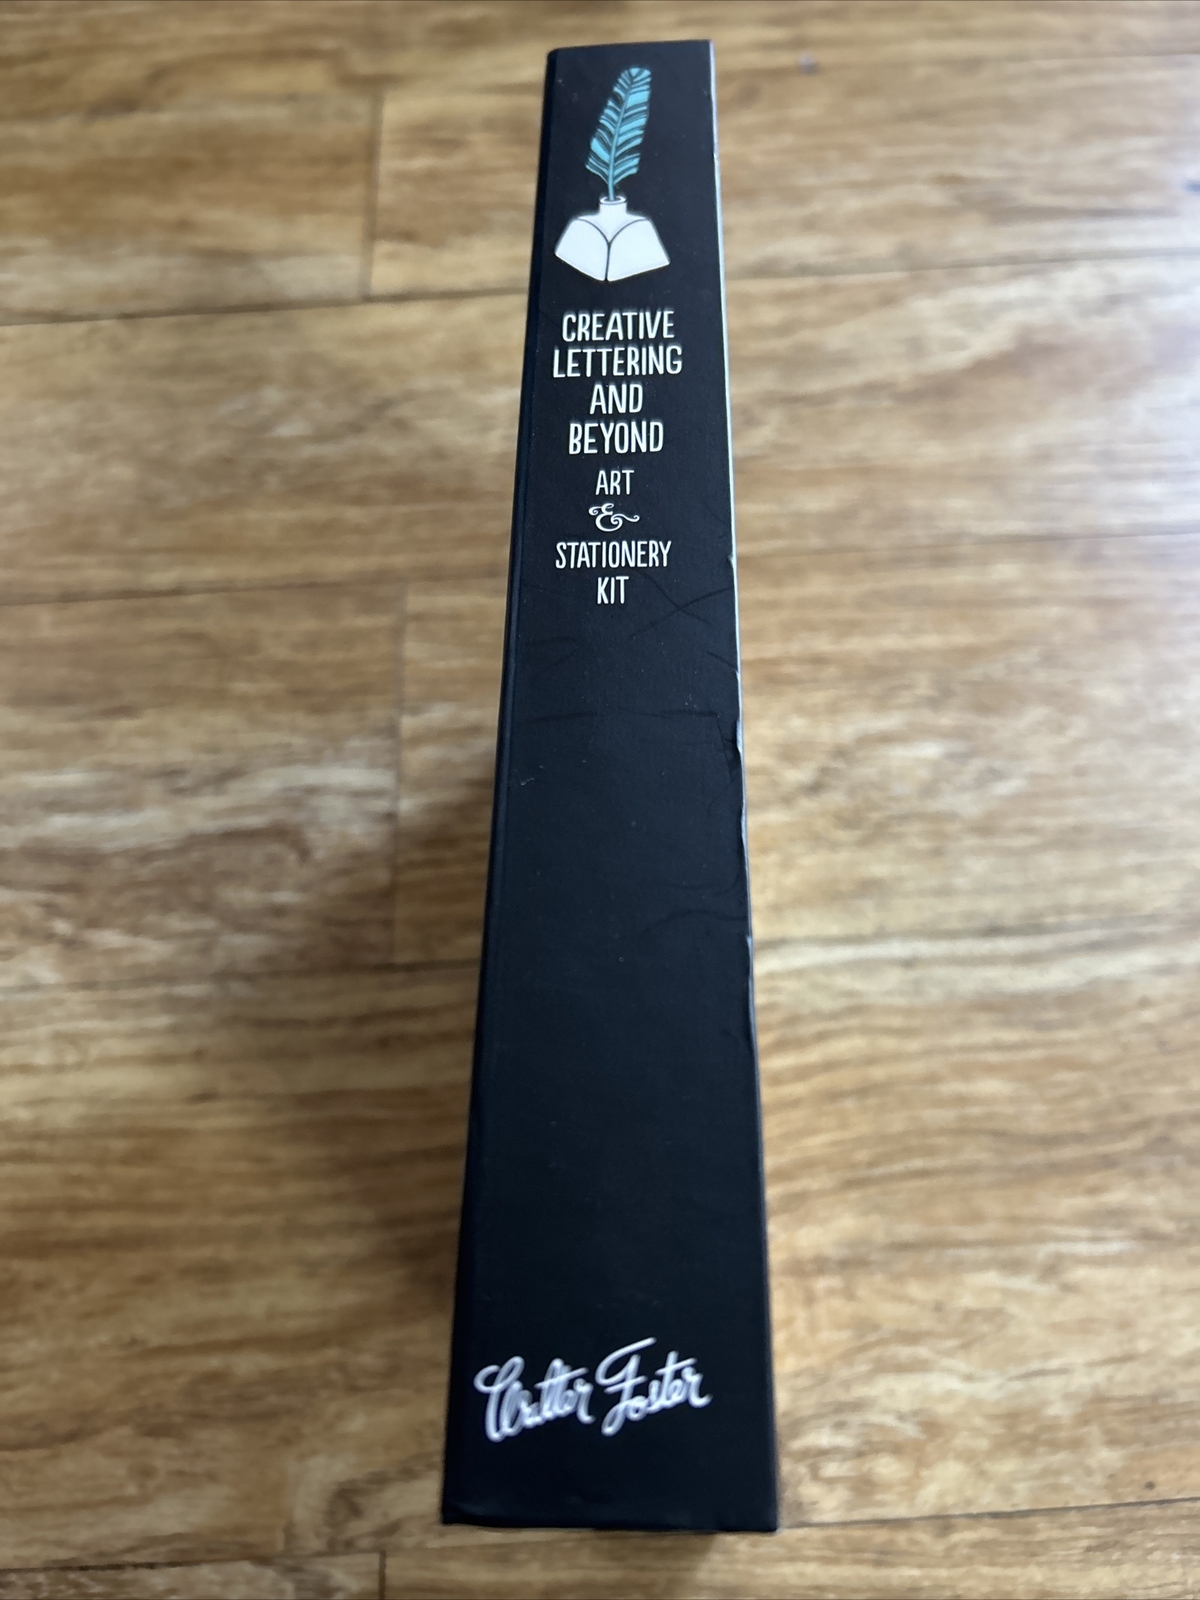 CREATIVE
LETTERING
AND
BEYOND
ART
&
STATIONERY
KIT
Walter Foster